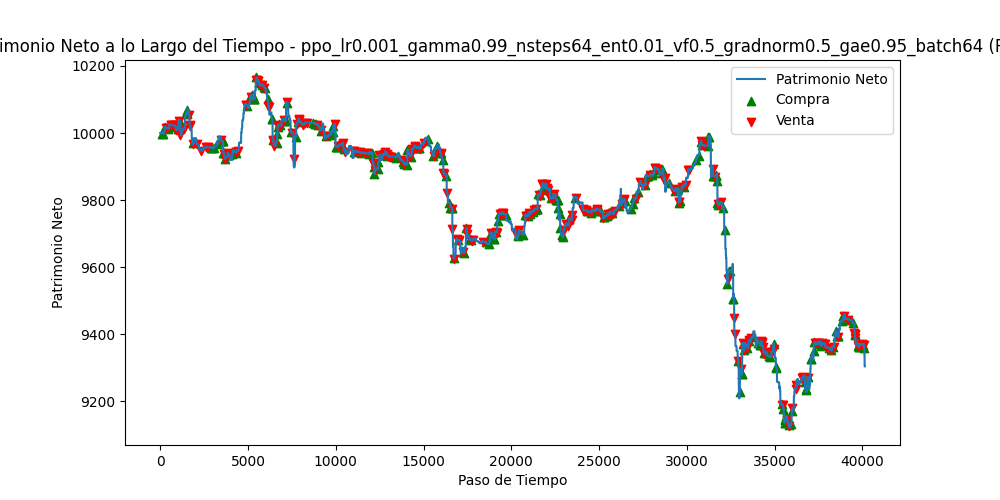 imonio Neto a lo Largo del Tiempo - ppo_lr0.001_gamma0.99_nsteps64_ent0.01_vf0.5_gradnorm0.5_gae0.95_batch64 (
Patrimonio Neto
Compra
Venta
Patrimonio Neto
10200
10000
9800
9600
9400
9200
0 5000 10000 15000 20000 25000 30000 35000 40000
Paso de Tiempo